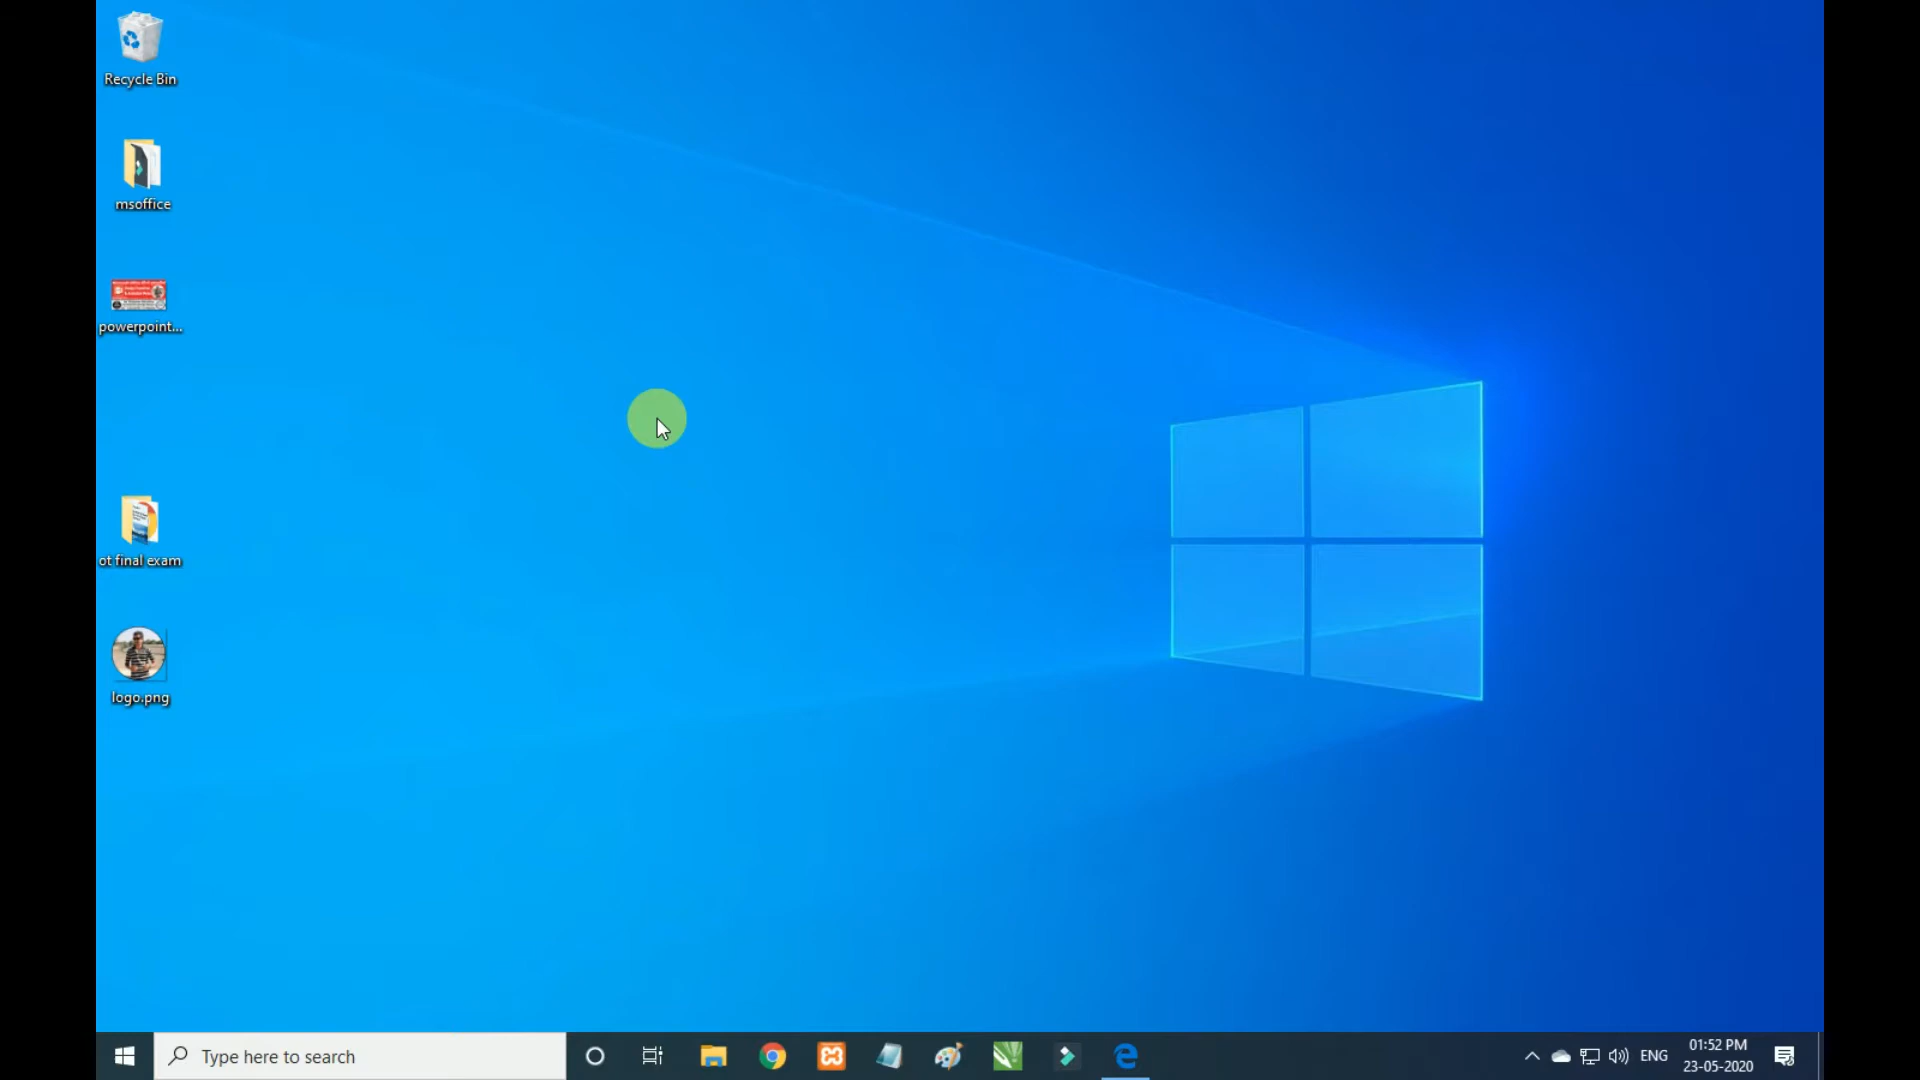 Recycle Bin
msoffice
powerpoint...
ot final exam
logo.png
Type here to search
ENG
01:52 PM
23-05-2020